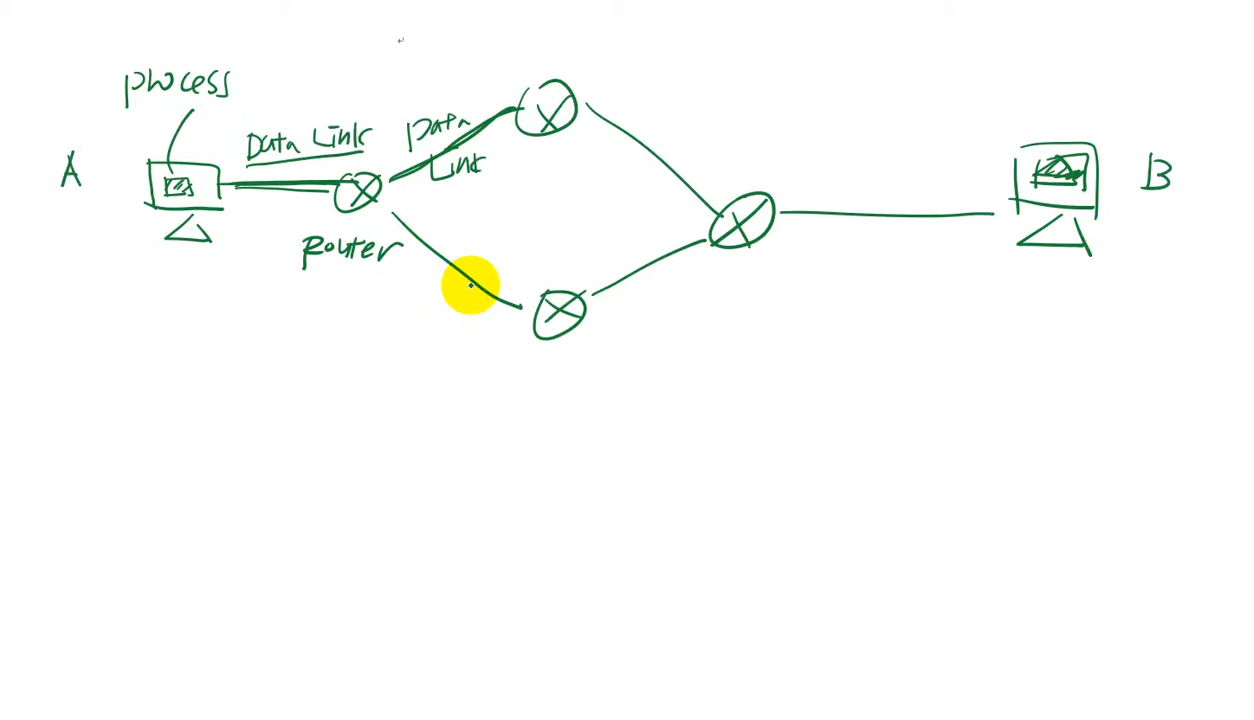 process
A
Data Link
Data
Link
B
Router